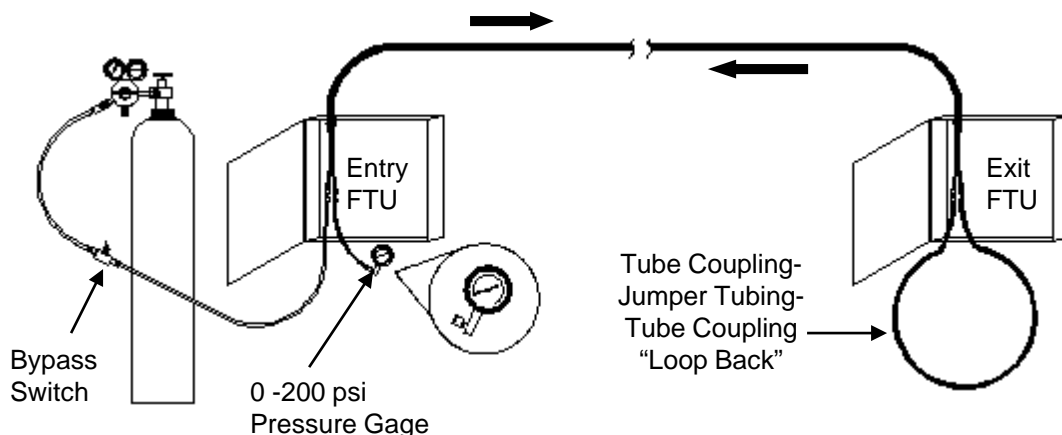 Entry
FTU
Exit
FTU
Tube Coupling-
Jumper Tubing-
Tube Coupling
“Loop Back”
Bypass
Switch
0 -200 psi
Pressure Gage